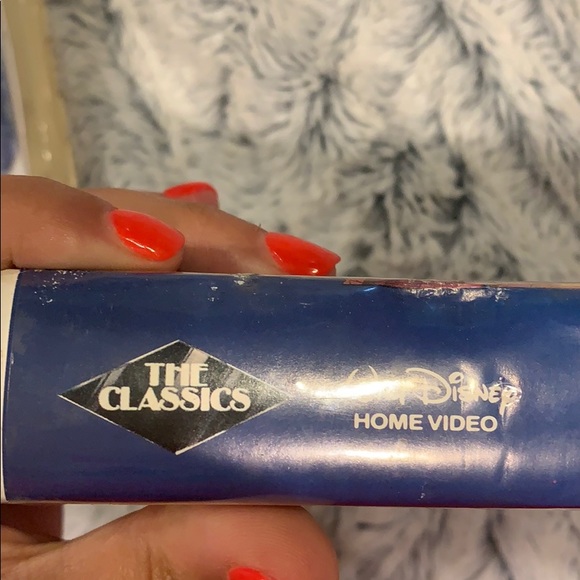 THE
CLASSICS
WALT DISNEY
HOME VIDEO